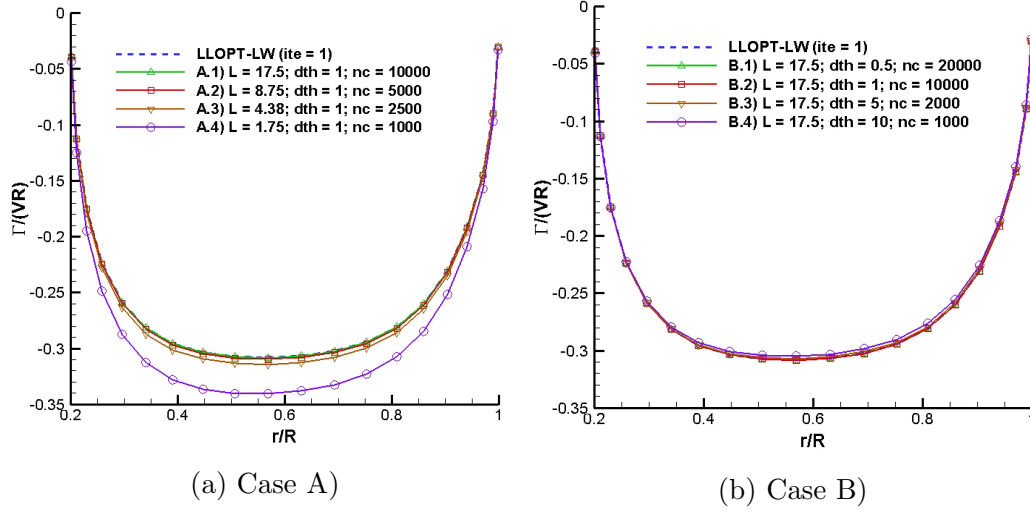 0
-0.05
-0.1
-0.15
-0.2
-0.25
-0.3
-0.35
Γ/(VR)
LLOPT-LW (ite = 1)
A.1) L = 17.5; dth = 1; nc = 10000
A.2) L = 8.75; dth = 1; nc = 5000
A.3) L = 4.38; dth = 1; nc = 2500
A.4) L = 1.75; dth = 1; nc = 1000
0.2
0.4
0.6
0.8
1
r/R
(a) Case A)
0
-0.05
-0.1
-0.15
-0.2
-0.25
-0.3
-0.35
Γ/(VR)
LLOPT-LW (ite = 1)
B.1) L = 17.5; dth = 0.5; nc = 20000
B.2) L = 17.5; dth = 1; nc = 10000
B.3) L = 17.5; dth = 5; nc = 2000
B.4) L = 17.5; dth = 10; nc = 1000
0.2
0.4
0.6
0.8
1
r/R
(b) Case B)